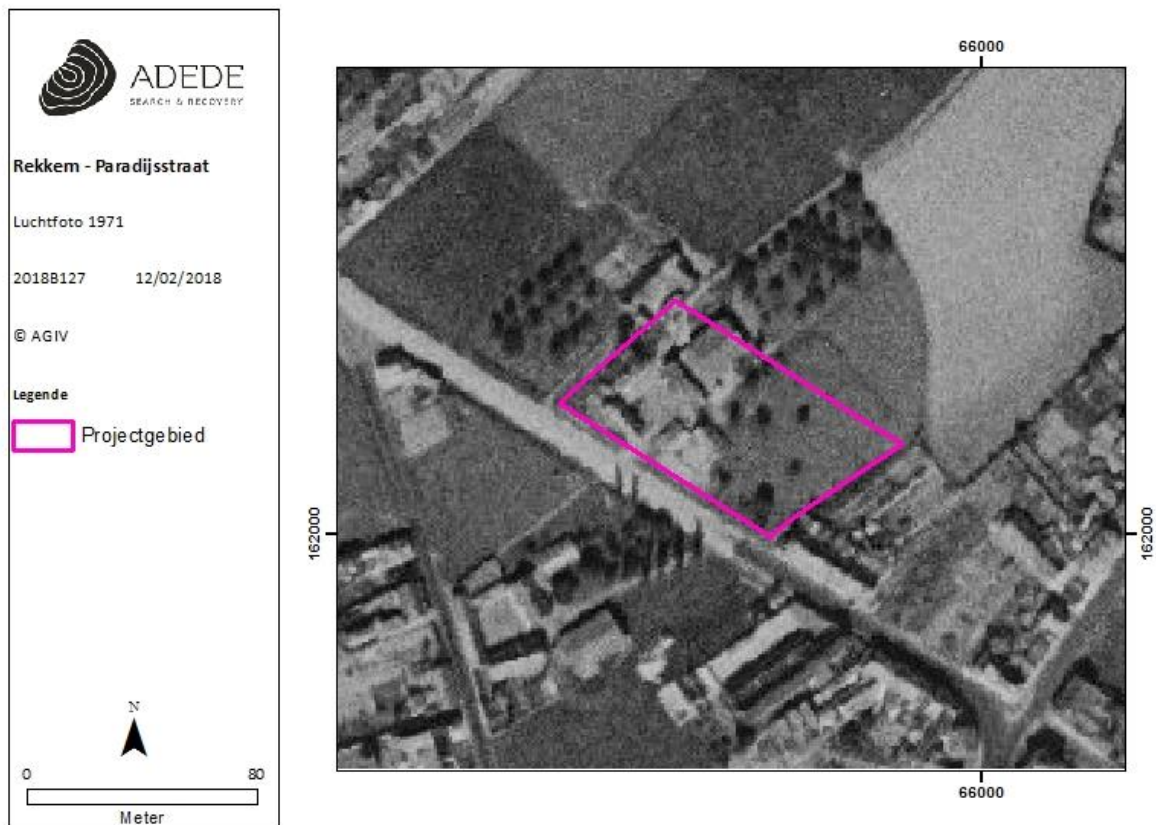 ADEDE
SEARCH & RECOVERY
Rekkem - Paradijsstraat
Luchtfoto 1971
2018B127 12/02/2018
© AGIV
Legende
Projectgebied
N
0 80
Meter
66000
162000
162000
66000